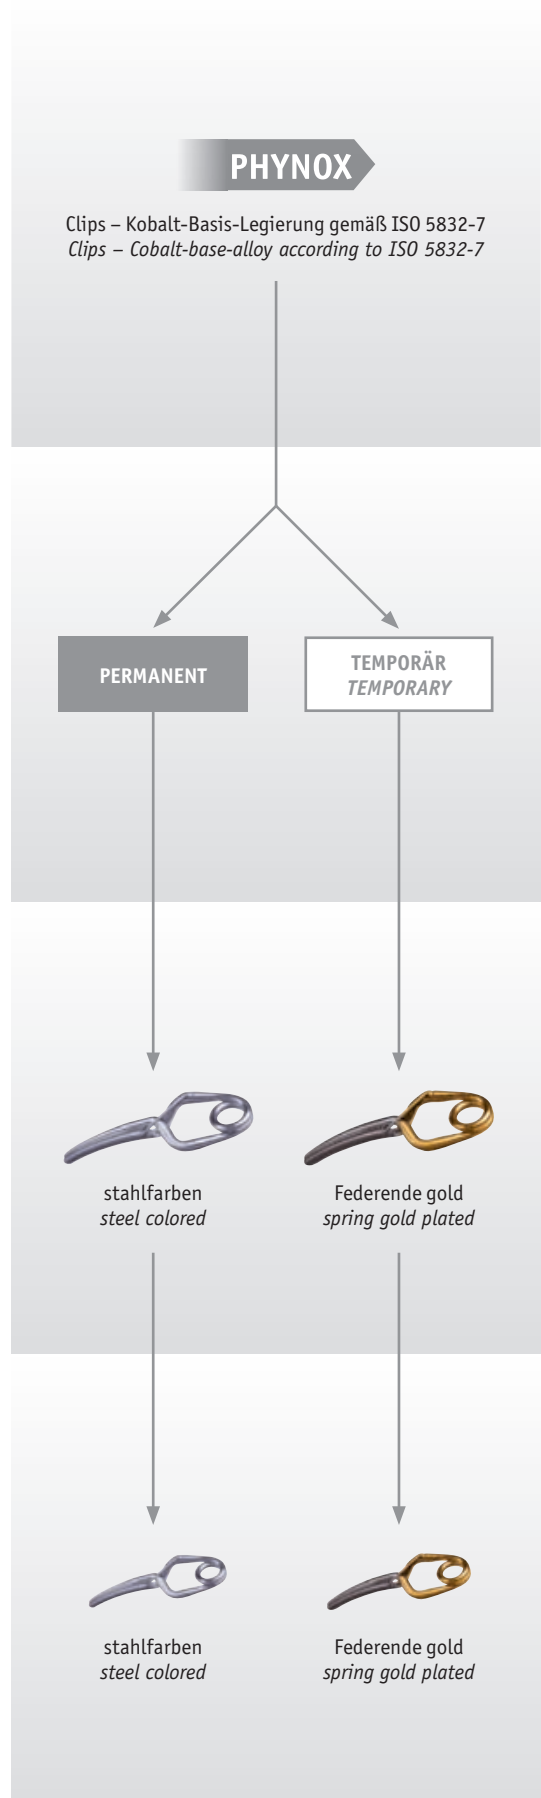 PHYNOX
Clips – Kobalt-Basis-Legierung gemäß ISO 5832-7
Clips – Cobalt-base-alloy according to ISO 5832-7
PERMANENT
TEMPORÄR
TEMPORARY
stahlfarben
steel colored
Federende gold
spring gold plated
stahlfarben
steel colored
Federende gold
spring gold plated